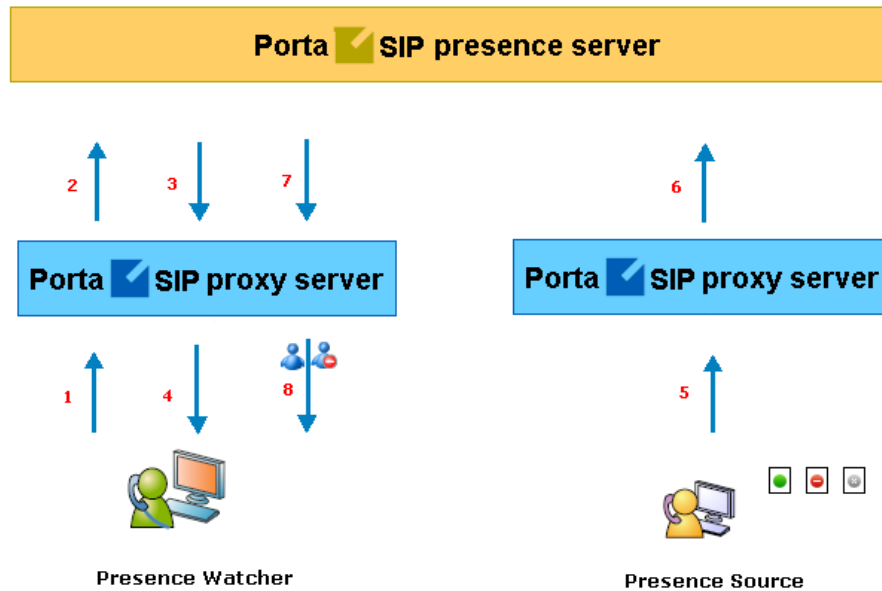 Porta SIP presence server
2 3 7 6
Porta SIP proxy server
Porta SIP proxy server
1 4 8 5
Presence Watcher
Presence Source